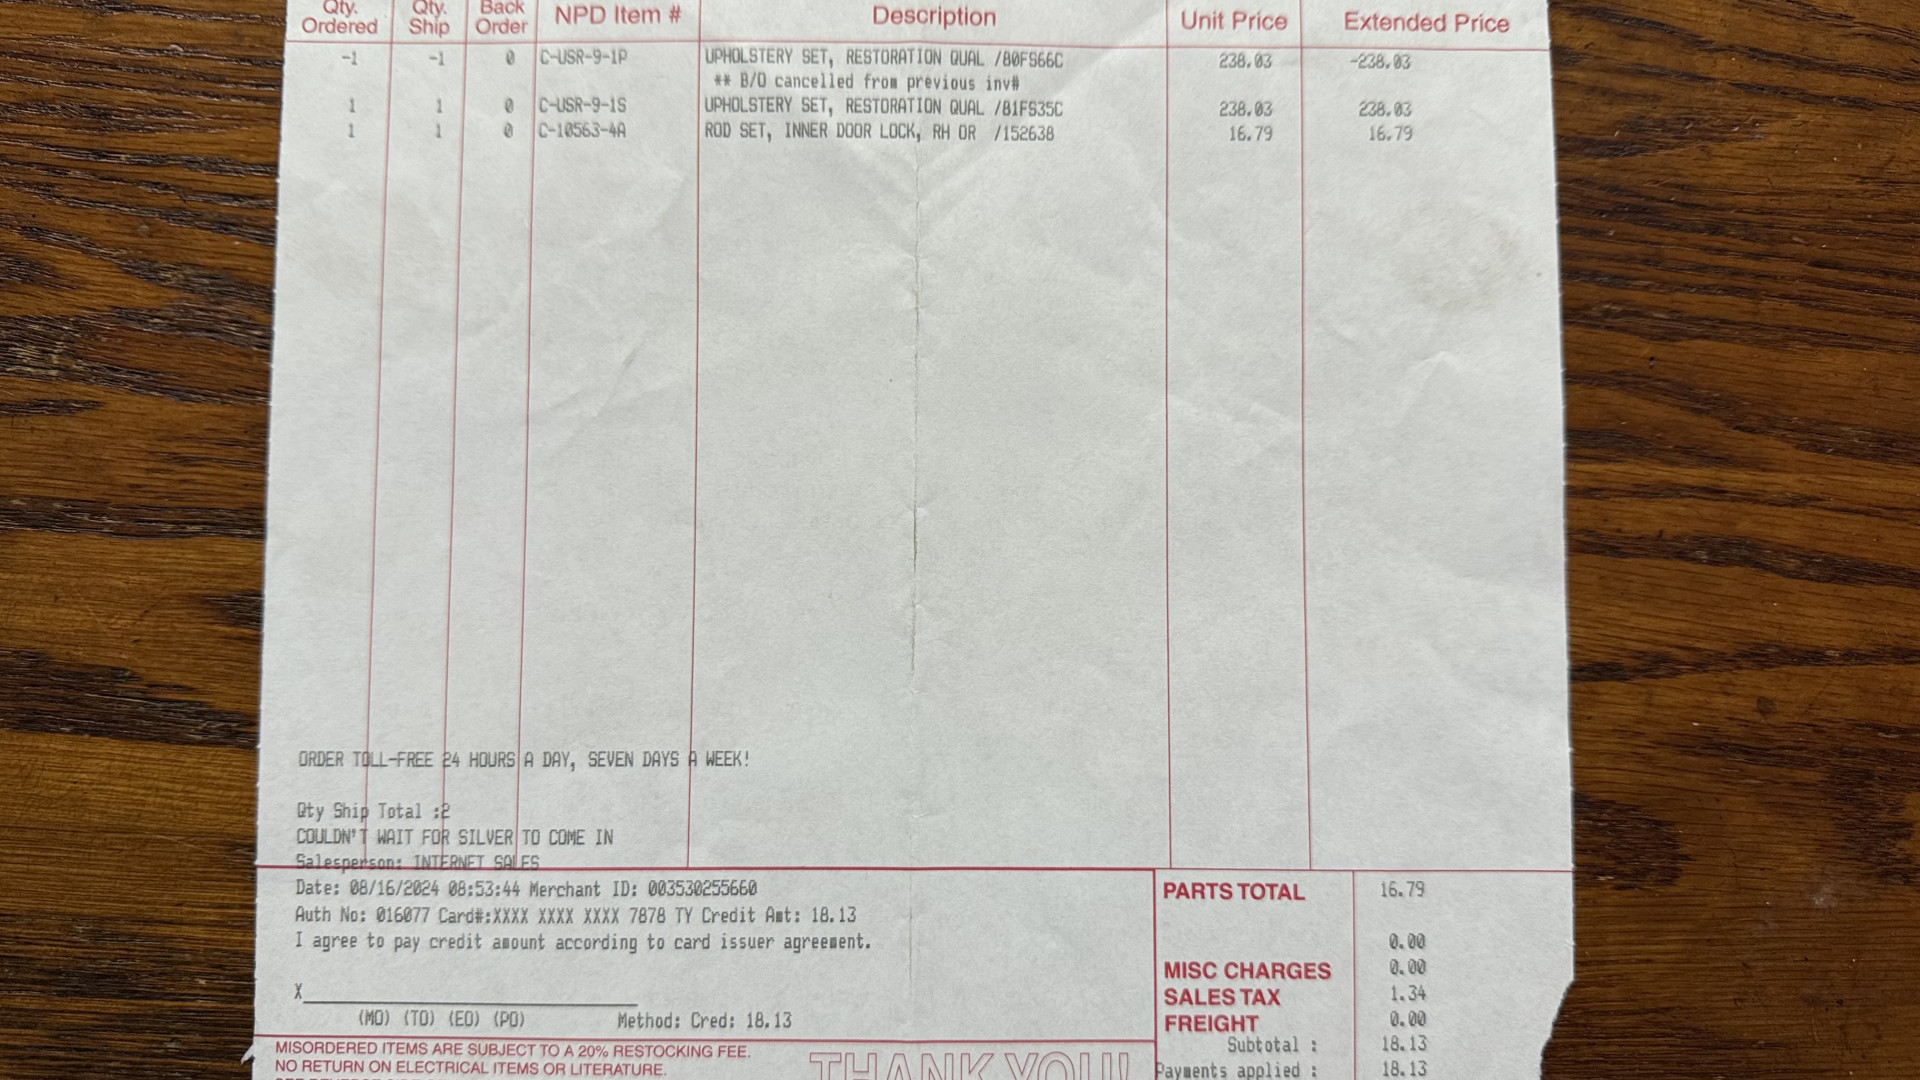 Qty. Ordered Qty. Ship Back Order NPD Item # Description Unit Price Extended Price
-1 -1 0 C-USR-9-1P UPHOLSTERY SET, RESTORATION QUAL /80FS66C 238.03 -238.03
** B/O cancelled from previous inv#
1 1 0 C-USR-9-1S UPHOLSTERY SET, RESTORATION QUAL /81FS35C 238.03 238.03
1 1 0 C-10563-4A ROD SET, INNER DOOR LOCK, RH OR /152638 16.79 16.79
ORDER TOLL-FREE 24 HOURS A DAY, SEVEN DAYS A WEEK!
Qty Ship Total :2
COULDN'T WAIT FOR SILVER TO COME IN
Salesperson: INTERNET SALES
Date: 08/16/2024 08:53:44 Merchant ID: 003530255660
Auth No: 016077 Card#:XXXX XXXX XXXX 7878 TY Credit Amt: 18.13
I agree to pay credit amount according to card issuer agreement.
X
(MO) (TO) (EO) (PO) Method: Cred: 18.13
PARTS TOTAL 16.79
0.00
MISC CHARGES 0.00
SALES TAX 1.34
FREIGHT 0.00
Subtotal : 18.13
Payments applied : 18.13
MISORDERED ITEMS ARE SUBJECT TO A 20% RESTOCKING FEE.
NO RETURN ON ELECTRICAL ITEMS OR LITERATURE.
THANK YOU!